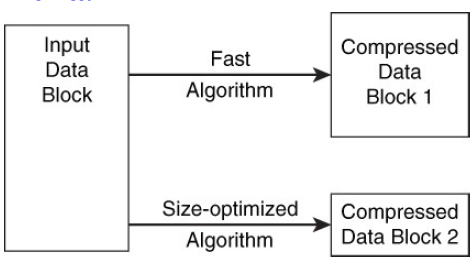 Input
Data
Block
Fast
Algorithm
Compressed
Data
Block 1
Size-optimized
Algorithm
Compressed
Data Block 2